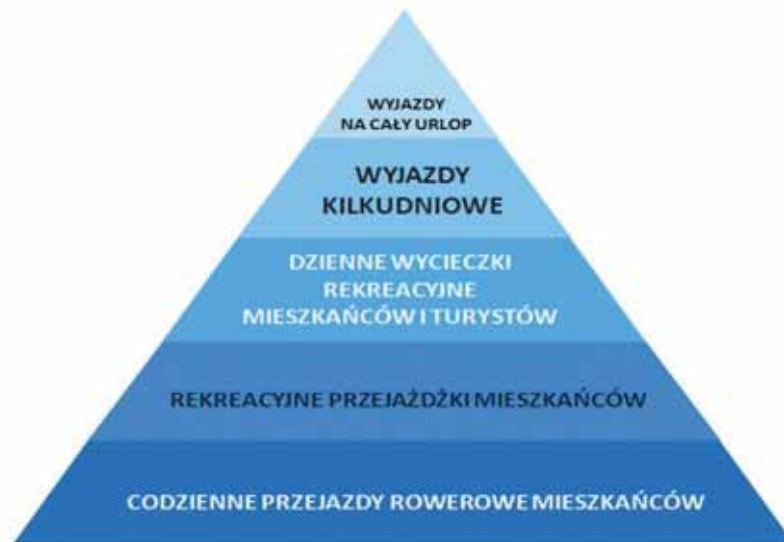 WYJAZDY
NA CAŁY URLOP
WYJAZDY
KILKUDNIOWE
DZIENNE WYCIECZKI
REKREACYJNE
MIESZKAŃCÓW I TURYSTÓW
REKREACYJNE PRZEJAŻDŻKI MIESZKAŃCÓW
CODZIENNE PRZEJAZDY ROWEROWE MIESZKAŃCÓW